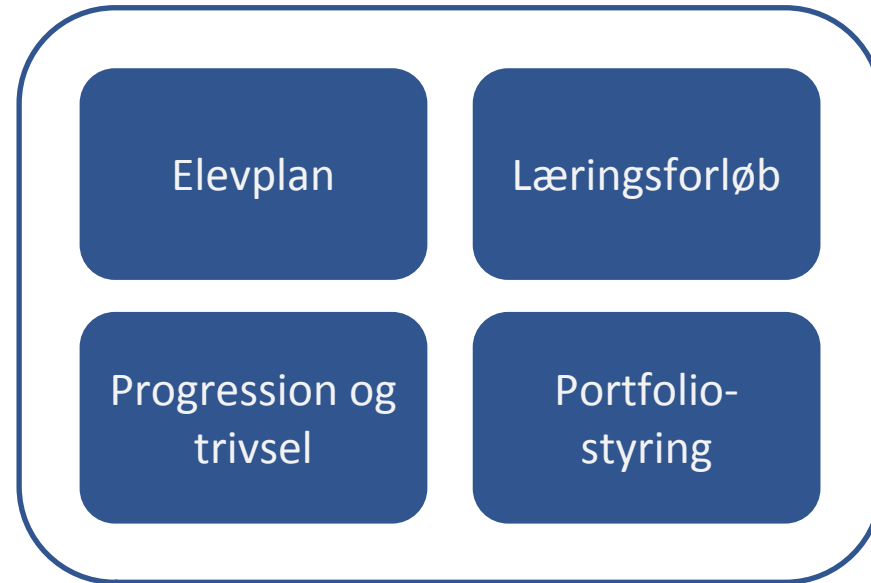 Elevplan
Læringsforløb
Progression og
trivsel
Portfolio-
styring